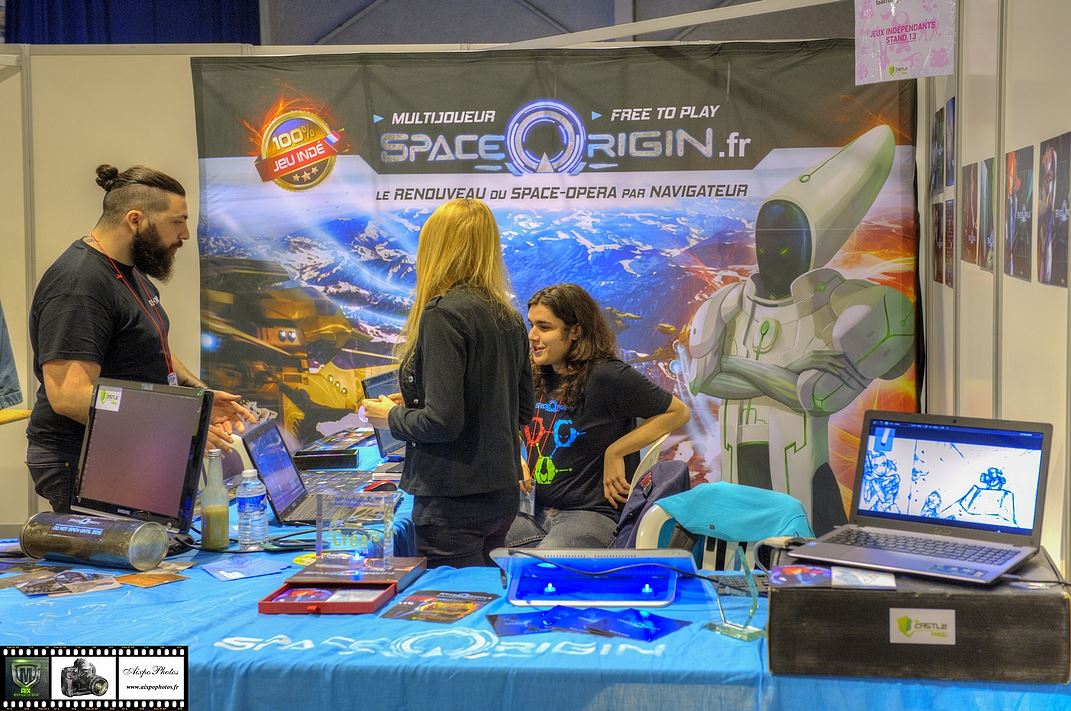 JEUX INDÉPENDANTS
STAND 13
MULTIJOUEUR
FREE TO PLAY
SPACE ORIGIN.fr
100%
JEU INDÉ
LE RENOUVEAU DU SPACE-OPERA PAR NAVIGATEUR
CASTLE
PROD
SPACE ORIGIN
Aixpo Photos
www.aixpophotos.fr